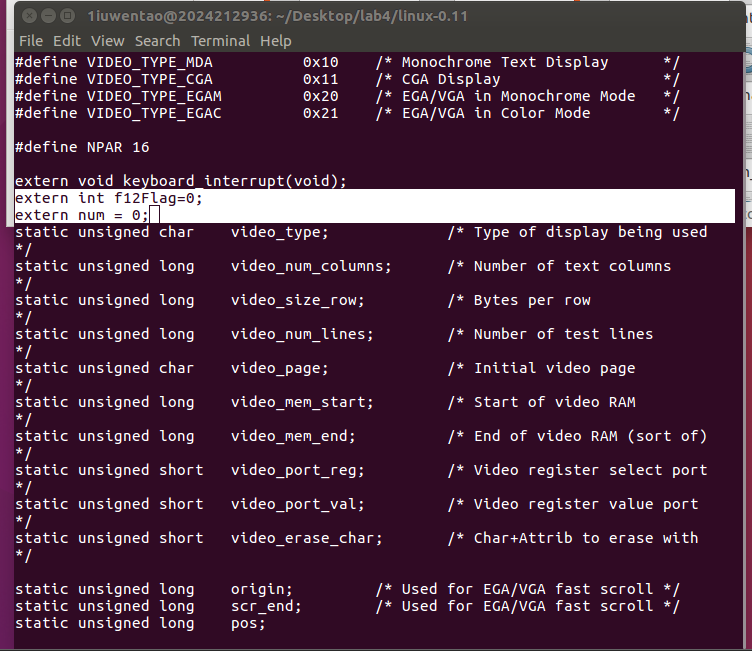 1iuwentao@2024212936: ~/Desktop/lab4/linux-0.11
File Edit View Search Terminal Help
#define VIDEO_TYPE_MDA          0x10    /* Monochrome Text Display      */
#define VIDEO_TYPE_CGA          0x11    /* CGA Display                  */
#define VIDEO_TYPE_EGAM         0x20    /* EGA/VGA in Monochrome Mode   */
#define VIDEO_TYPE_EGAC         0x21    /* EGA/VGA in Color Mode        */
#define NPAR 16
extern void keyboard_interrupt(void);
extern int f12Flag=0;
extern num = 0;
static unsigned char    video_type;             /* Type of display being used
*/
static unsigned long    video_num_columns;      /* Number of text columns
*/
static unsigned long    video_size_row;         /* Bytes per row
*/
static unsigned long    video_num_lines;        /* Number of test lines
*/
static unsigned char    video_page;             /* Initial video page
*/
static unsigned long    video_mem_start;        /* Start of video RAM
*/
static unsigned long    video_mem_end;          /* End of video RAM (sort of)
*/
static unsigned short   video_port_reg;         /* Video register select port
*/
static unsigned short   video_port_val;         /* Video register value port
*/
static unsigned short   video_erase_char;       /* Char+Attrib to erase with
*/
static unsigned long    origin;         /* Used for EGA/VGA fast scroll */
static unsigned long    scr_end;        /* Used for EGA/VGA fast scroll */
static unsigned long    pos;